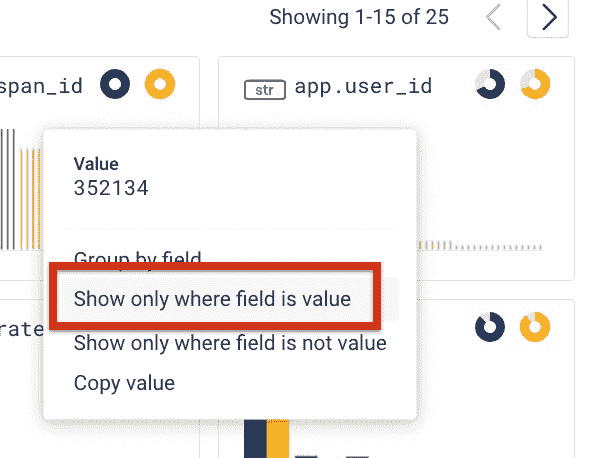 Showing 1-15 of 25
span_id
str app.user_id
Value
352134
Group by field
Show only where field is value
rate
Show only where field is not value
Copy value